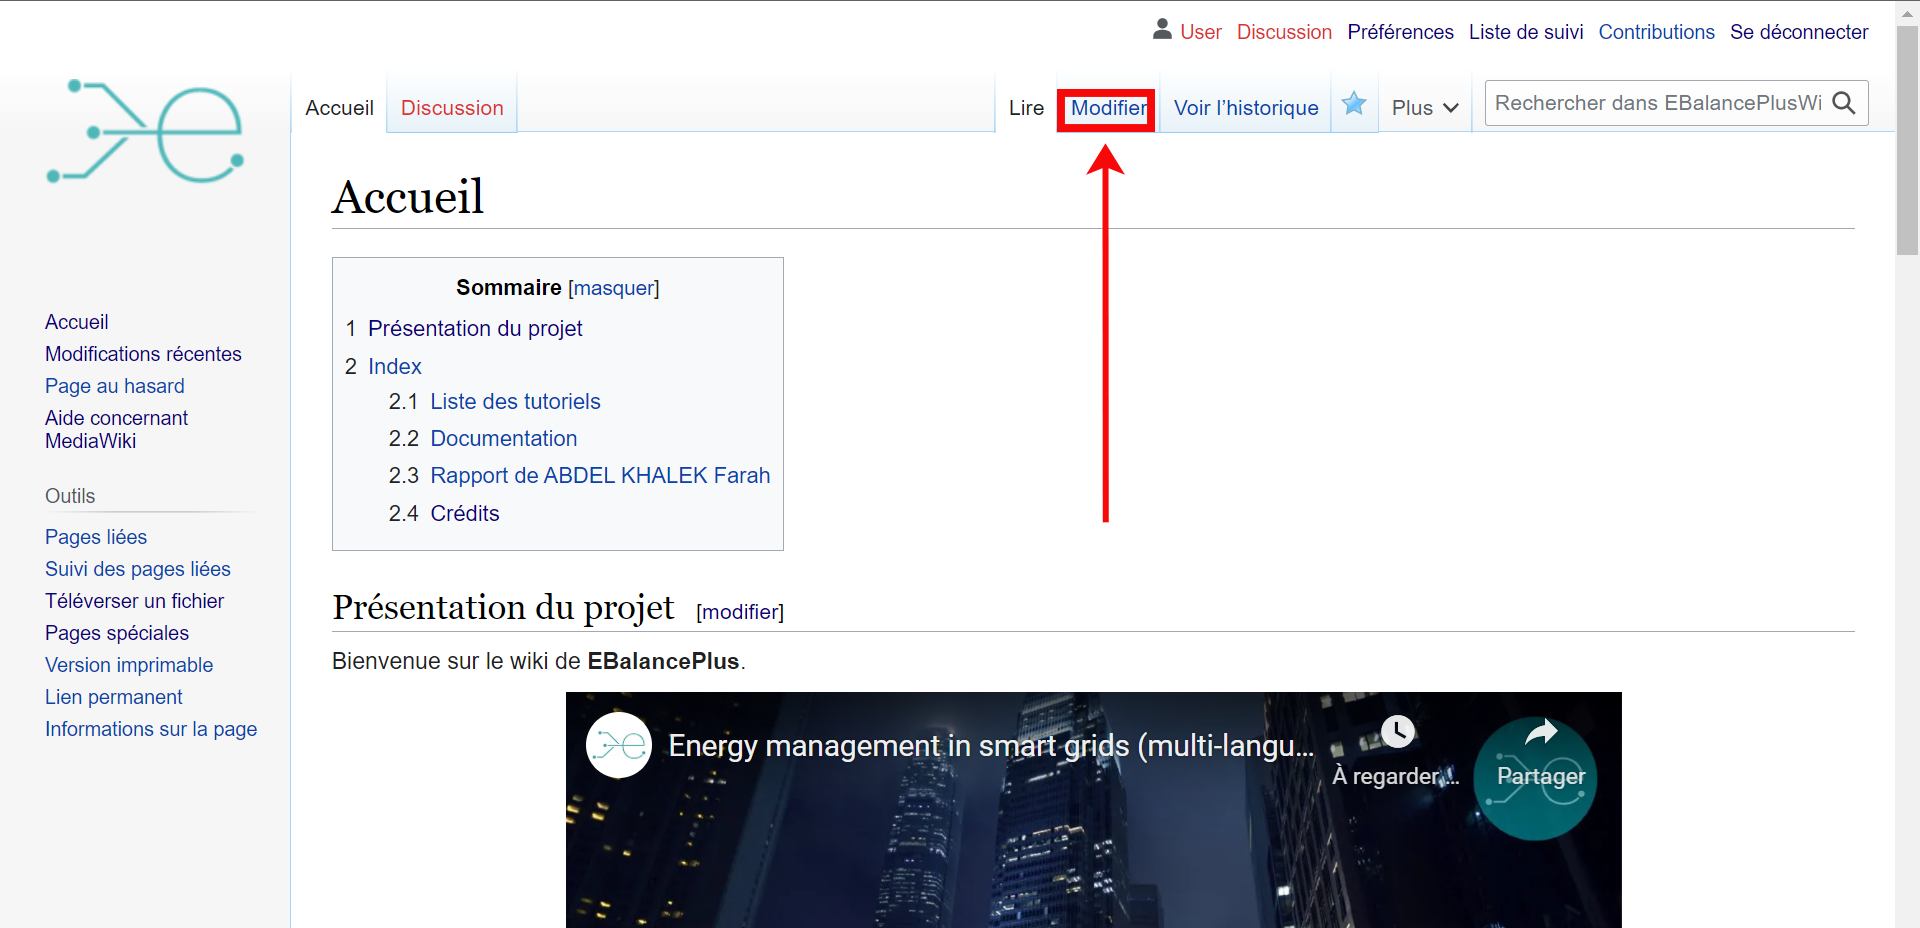 User Discussion Préférences Liste de suivi Contributions Se déconnecter
Accueil Discussion Lire Modifier Voir l’historique Plus Rechercher dans EBalancePlusWi
Accueil
Modifications récentes
Page au hasard
Aide concernant
MediaWiki
Outils
Pages liées
Suivi des pages liées
Téléverser un fichier
Pages spéciales
Version imprimable
Lien permanent
Informations sur la page
Accueil
Sommaire [masquer]
1 Présentation du projet
2 Index
2.1 Liste des tutoriels
2.2 Documentation
2.3 Rapport de ABDEL KHALEK Farah
2.4 Crédits
Présentation du projet [modifier]
Bienvenue sur le wiki de EBalancePlus.
Energy management in smart grids (multi-langu...
À regarder ... Partager